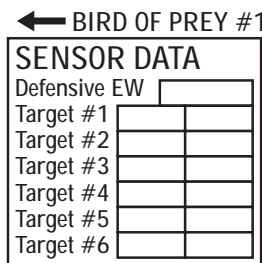 ← BIRD OF PREY #1
SENSOR DATA
Defensive EW
Target #1
Target #2
Target #3
Target #4
Target #5
Target #6